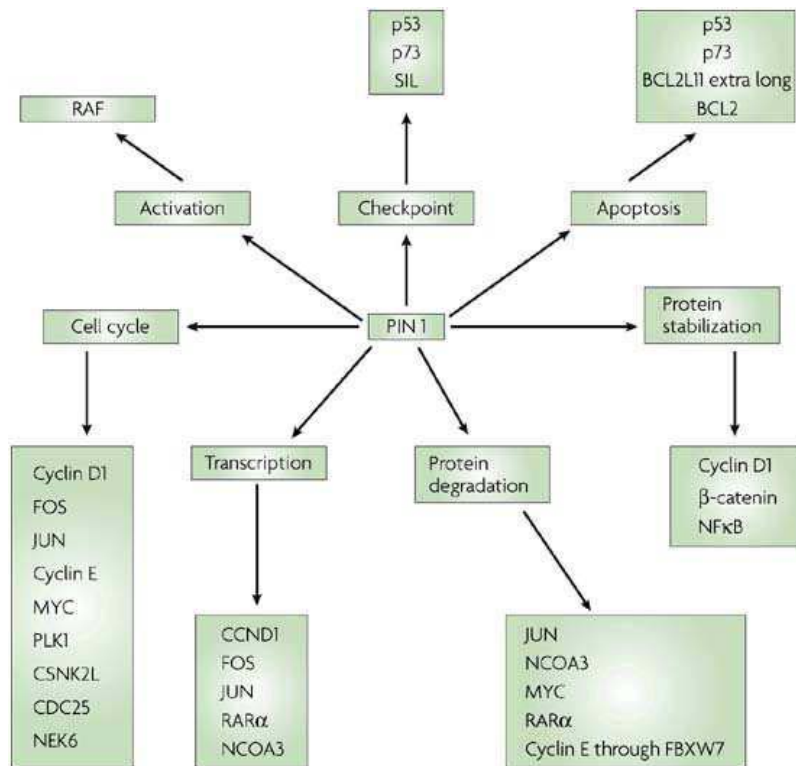 p53
p73
SIL
p53
p73
BCL2L11 extra long
BCL2
RAF
Activation
Checkpoint
Apoptosis
Cell cycle
PIN1
Protein
stabilization
Transcription
Protein
degradation
Cyclin D1
β-catenin
NFκB
Cyclin D1
FOS
JUN
Cyclin E
MYC
PLK1
CSNK2L
CDC25
NEK6
CCND1
FOS
JUN
RARα
NCOA3
JUN
NCOA3
MYC
RARα
Cyclin E through FBXW7